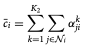 $\bar{c}_i = \sum_{k=1}^{K_2} \sum_{j \in \mathcal{N}_i} \alpha_{ji}^{k}$